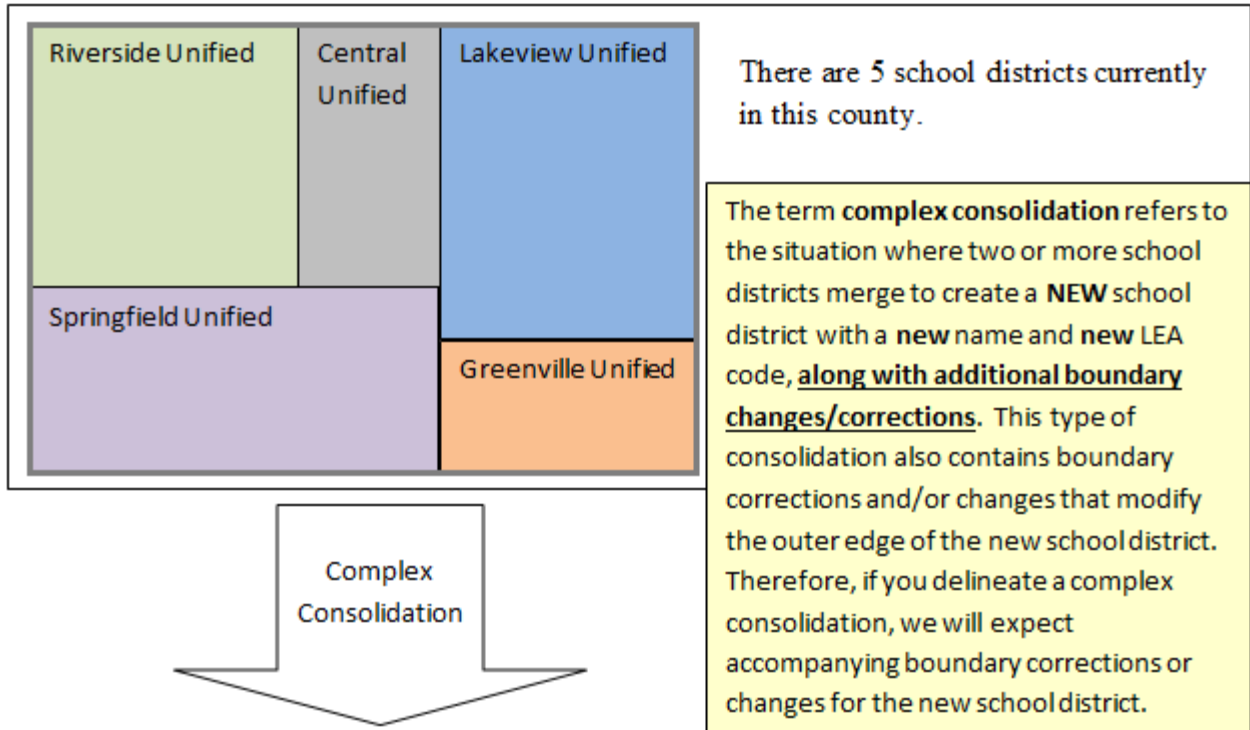 Riverside Unified
Central
Unified
Lakeview Unified
Springfield Unified
Greenville Unified
There are 5 school districts currently
in this county.
The term complex consolidation refers to
the situation where two or more school
districts merge to create a NEW school
district with a new name and new LEA
code, along with additional boundary
changes/corrections. This type of
consolidation also contains boundary
corrections and/or changes that modify
the outer edge of the new school district.
Therefore, if you delineate a complex
consolidation, we will expect
accompanying boundary corrections or
changes for the new school district.
Complex
Consolidation